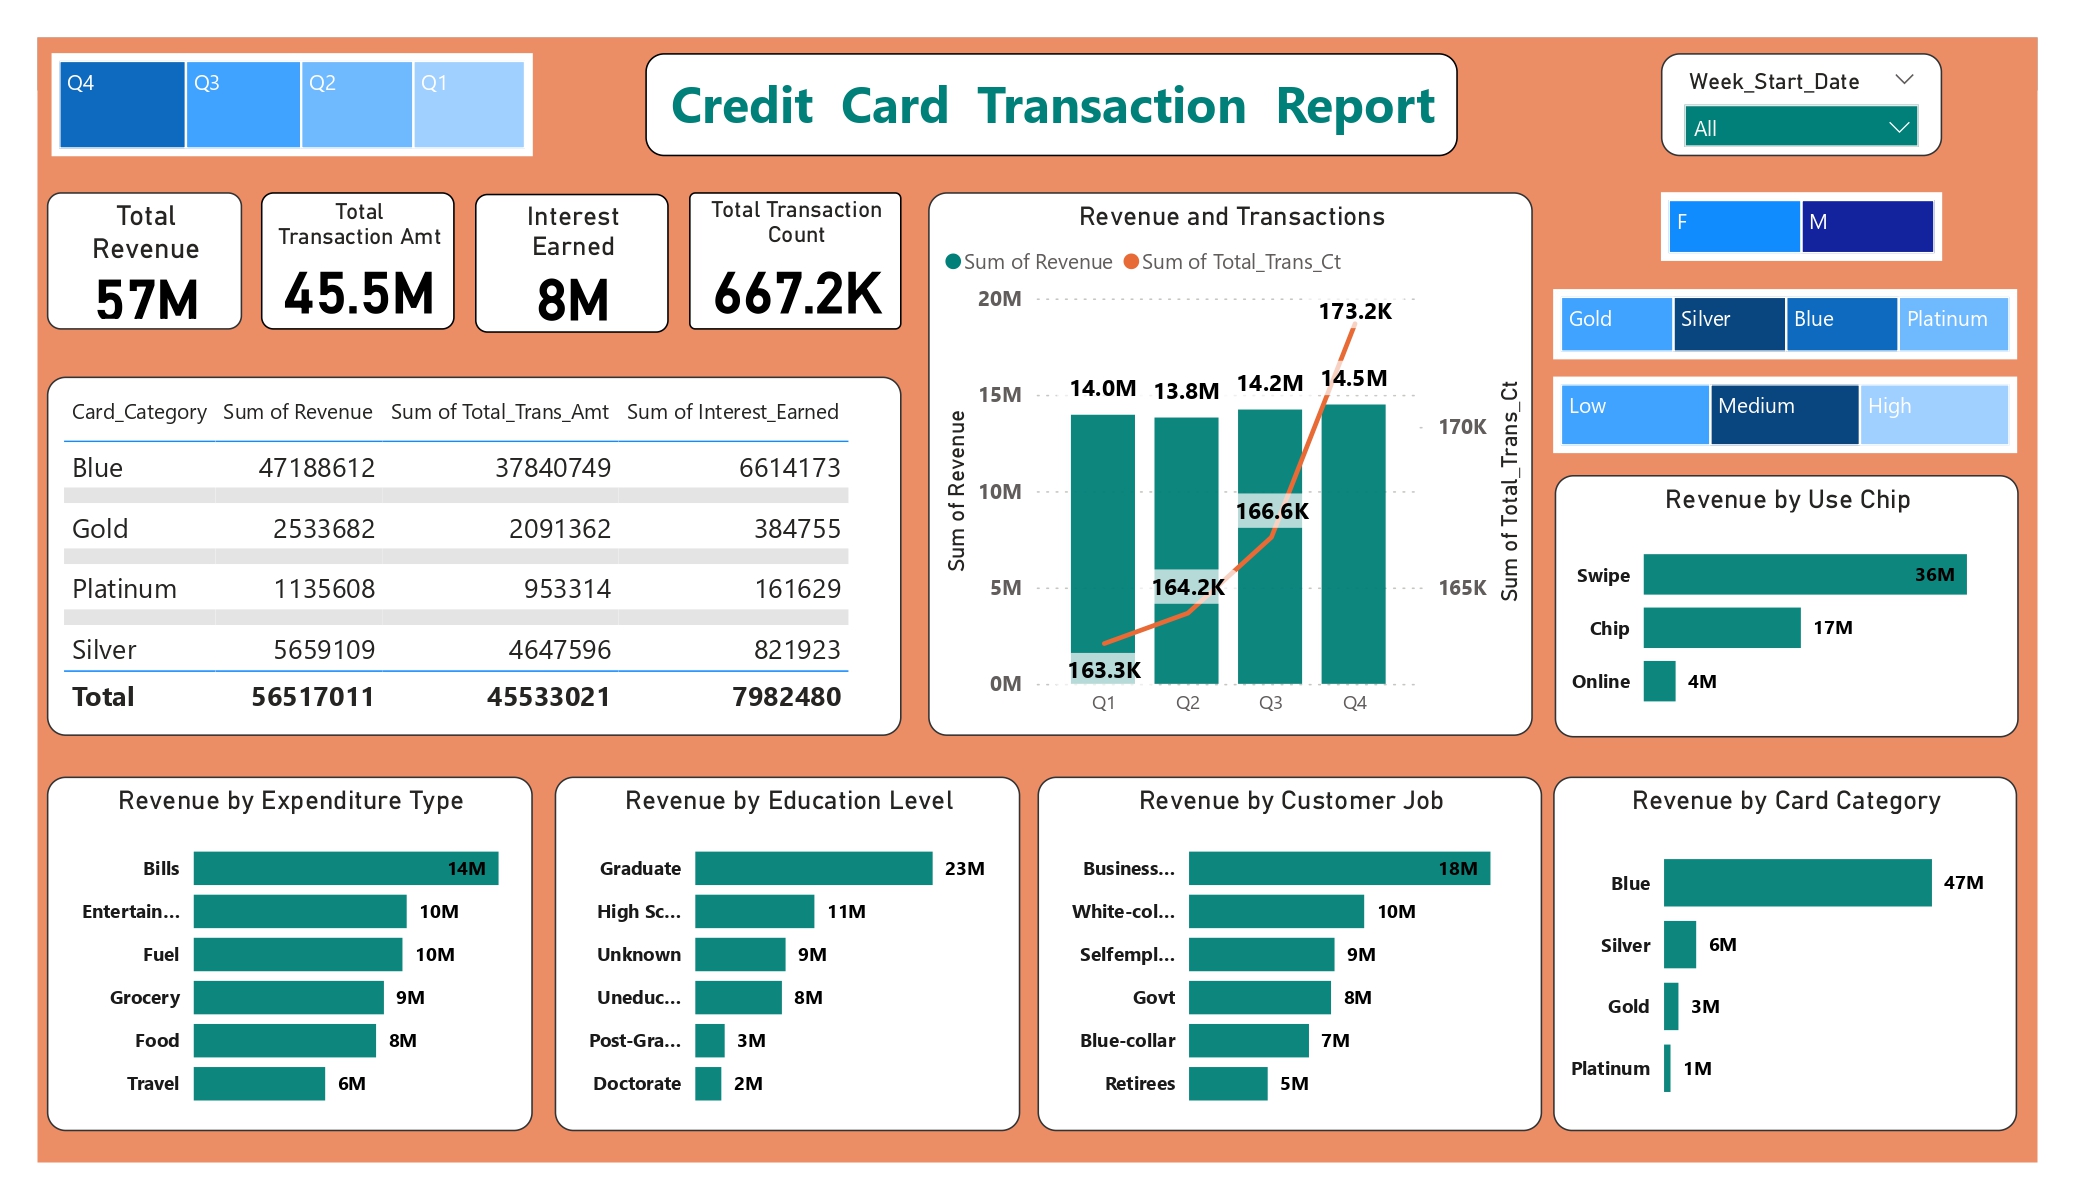 Q4 Q3 Q2 Q1
Credit Card Transaction Report
Week_Start_Date
All
Total
Revenue
57M
Total
Transaction Amt
45.5M
Interest
Earned
8M
Total Transaction
Count
667.2K
Revenue and Transactions
Sum of Revenue Sum of Total_Trans_Ct
20M
15M
10M
5M
0M
Sum of Revenue
14.0M 13.8M 14.2M 14.5M
163.3K 164.2K 166.6K 173.2K
170K
165K
Sum of Total_Trans_Ct
Q1 Q2 Q3 Q4
F M
Gold Silver Blue Platinum
Low Medium High
Card_Category Sum of Revenue Sum of Total_Trans_Amt Sum of Interest_Earned
Blue 47188612 37840749 6614173
Gold 2533682 2091362 384755
Platinum 1135608 953314 161629
Silver 5659109 4647596 821923
Total 56517011 45533021 7982480
Revenue by Use Chip
Swipe 36M
Chip 17M
Online 4M
Revenue by Expenditure Type
Bills 14M
Entertain... 10M
Fuel 10M
Grocery 9M
Food 8M
Travel 6M
Revenue by Education Level
Graduate 23M
High Sc... 11M
Unknown 9M
Uneduc... 8M
Post-Gra... 3M
Doctorate 2M
Revenue by Customer Job
Business... 18M
White-col... 10M
Selfempl... 9M
Govt 8M
Blue-collar 7M
Retirees 5M
Revenue by Card Category
Blue 47M
Silver 6M
Gold 3M
Platinum 1M